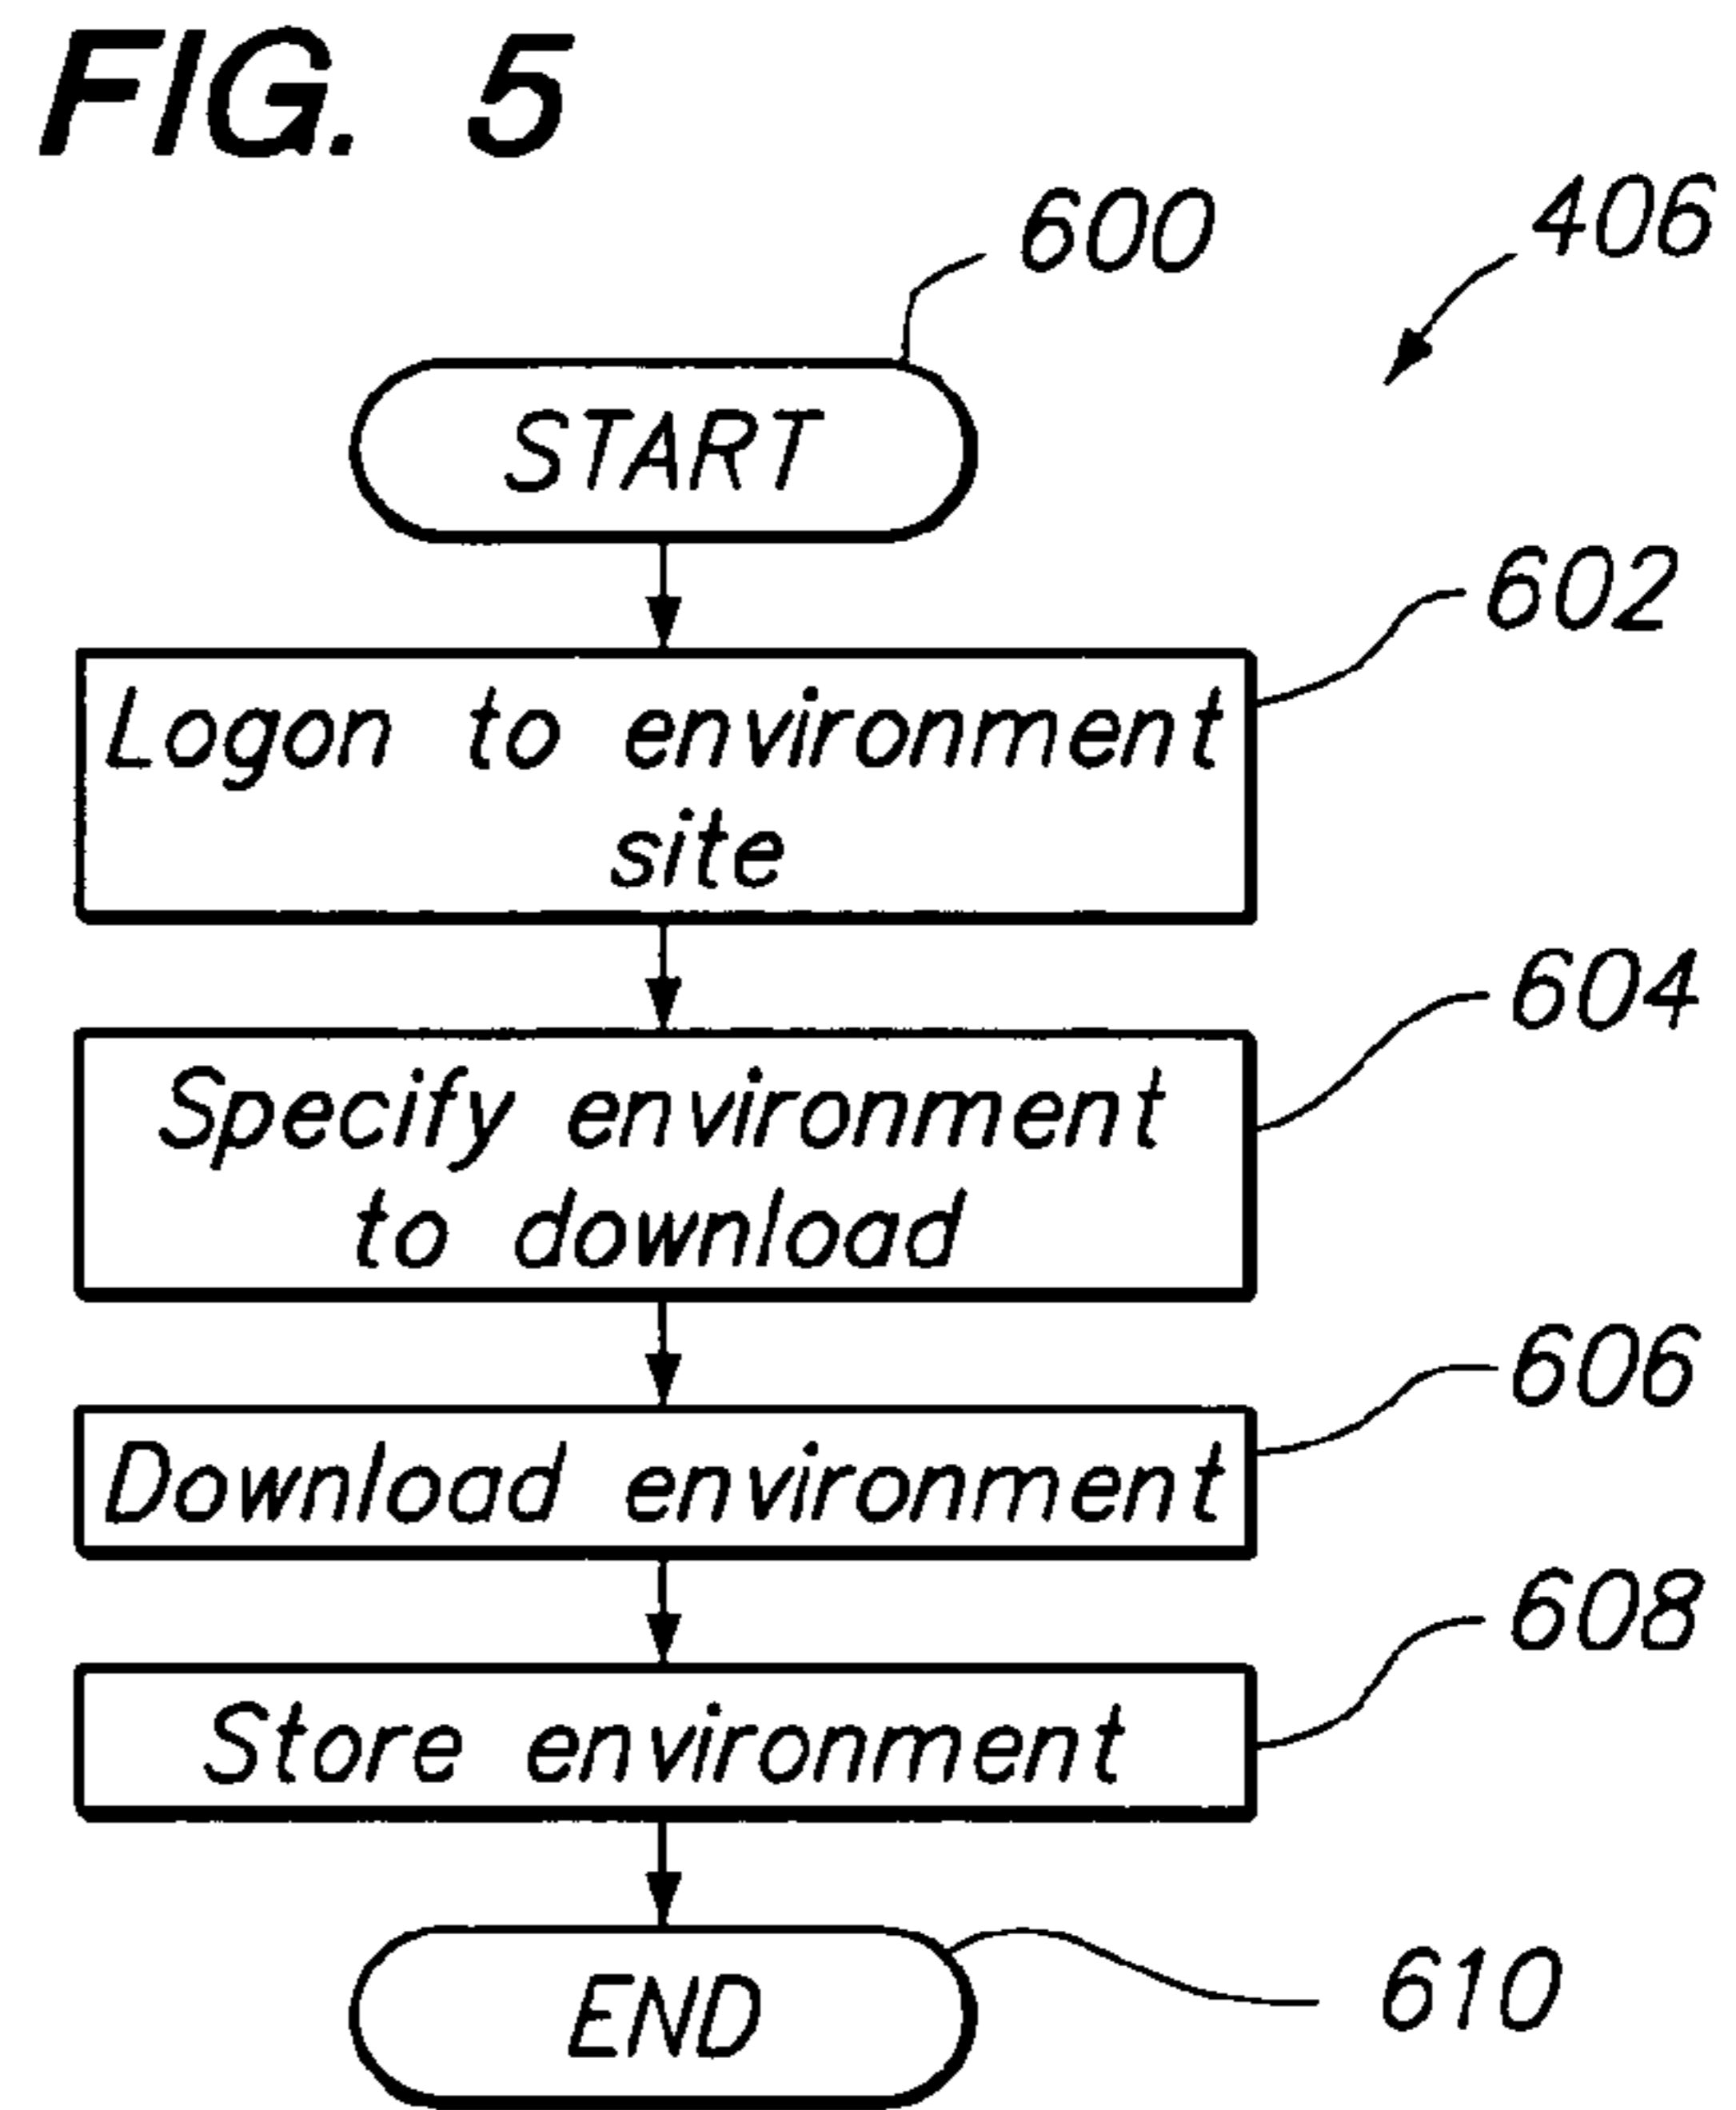 FIG. 5
600
406
START
602
Logon to environment
site
604
Specify environment
to download
606
Download environment
608
Store environment
610
END